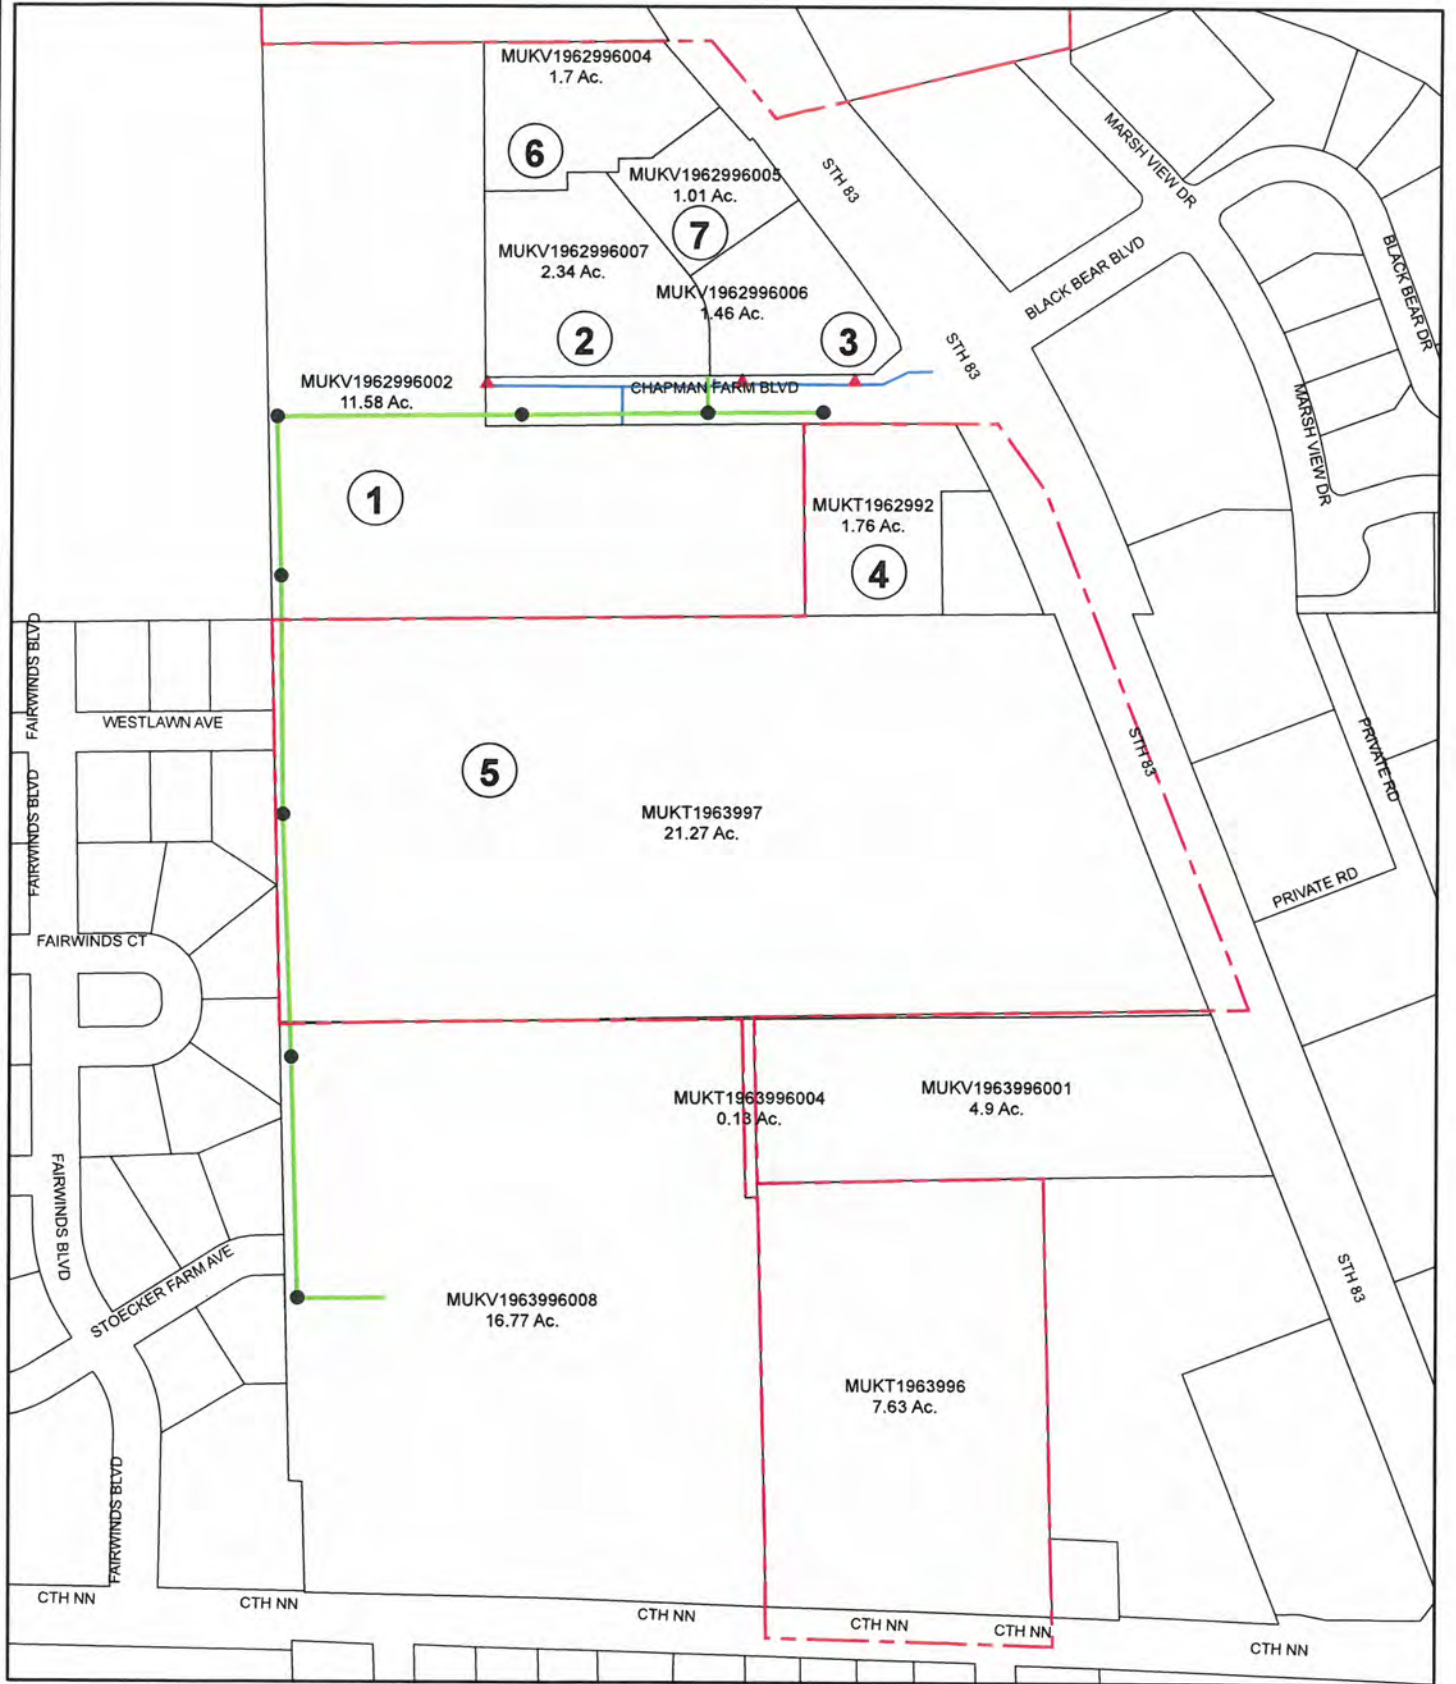 MUKV1962996004
1.7 Ac.
6
MUKV1962996005
1.01 Ac.
7
STH 83
MARSH VIEW DR
BLACK BEAR BLVD
BLACK BEAR DR
MUKV1962996007
2.34 Ac.
MUKV1962996006
1.46 Ac.
2
3
STH 83
MUKV1962996002
11.58 Ac.
CHAPMAN FARM BLVD
MARSH VIEW DR
1
MUKT1962992
1.76 Ac.
4
FAIRWINDS BLVD
WESTLAWN AVE
STH 83
PRIVATE RD
5
MUKT1963997
21.27 Ac.
FAIRWINDS BLVD
PRIVATE RD
FAIRWINDS CT
MUKT1963996004
0.13 Ac.
MUKV1963996001
4.9 Ac.
FAIRWINDS BLVD
STOECKER FARM AVE
STH 83
MUKV1963996008
16.77 Ac.
MUKT1963996
7.63 Ac.
FAIRWINDS BLVD
CTH NN
CTH NN
CTH NN
CTH NN
CTH NN
CTH NN